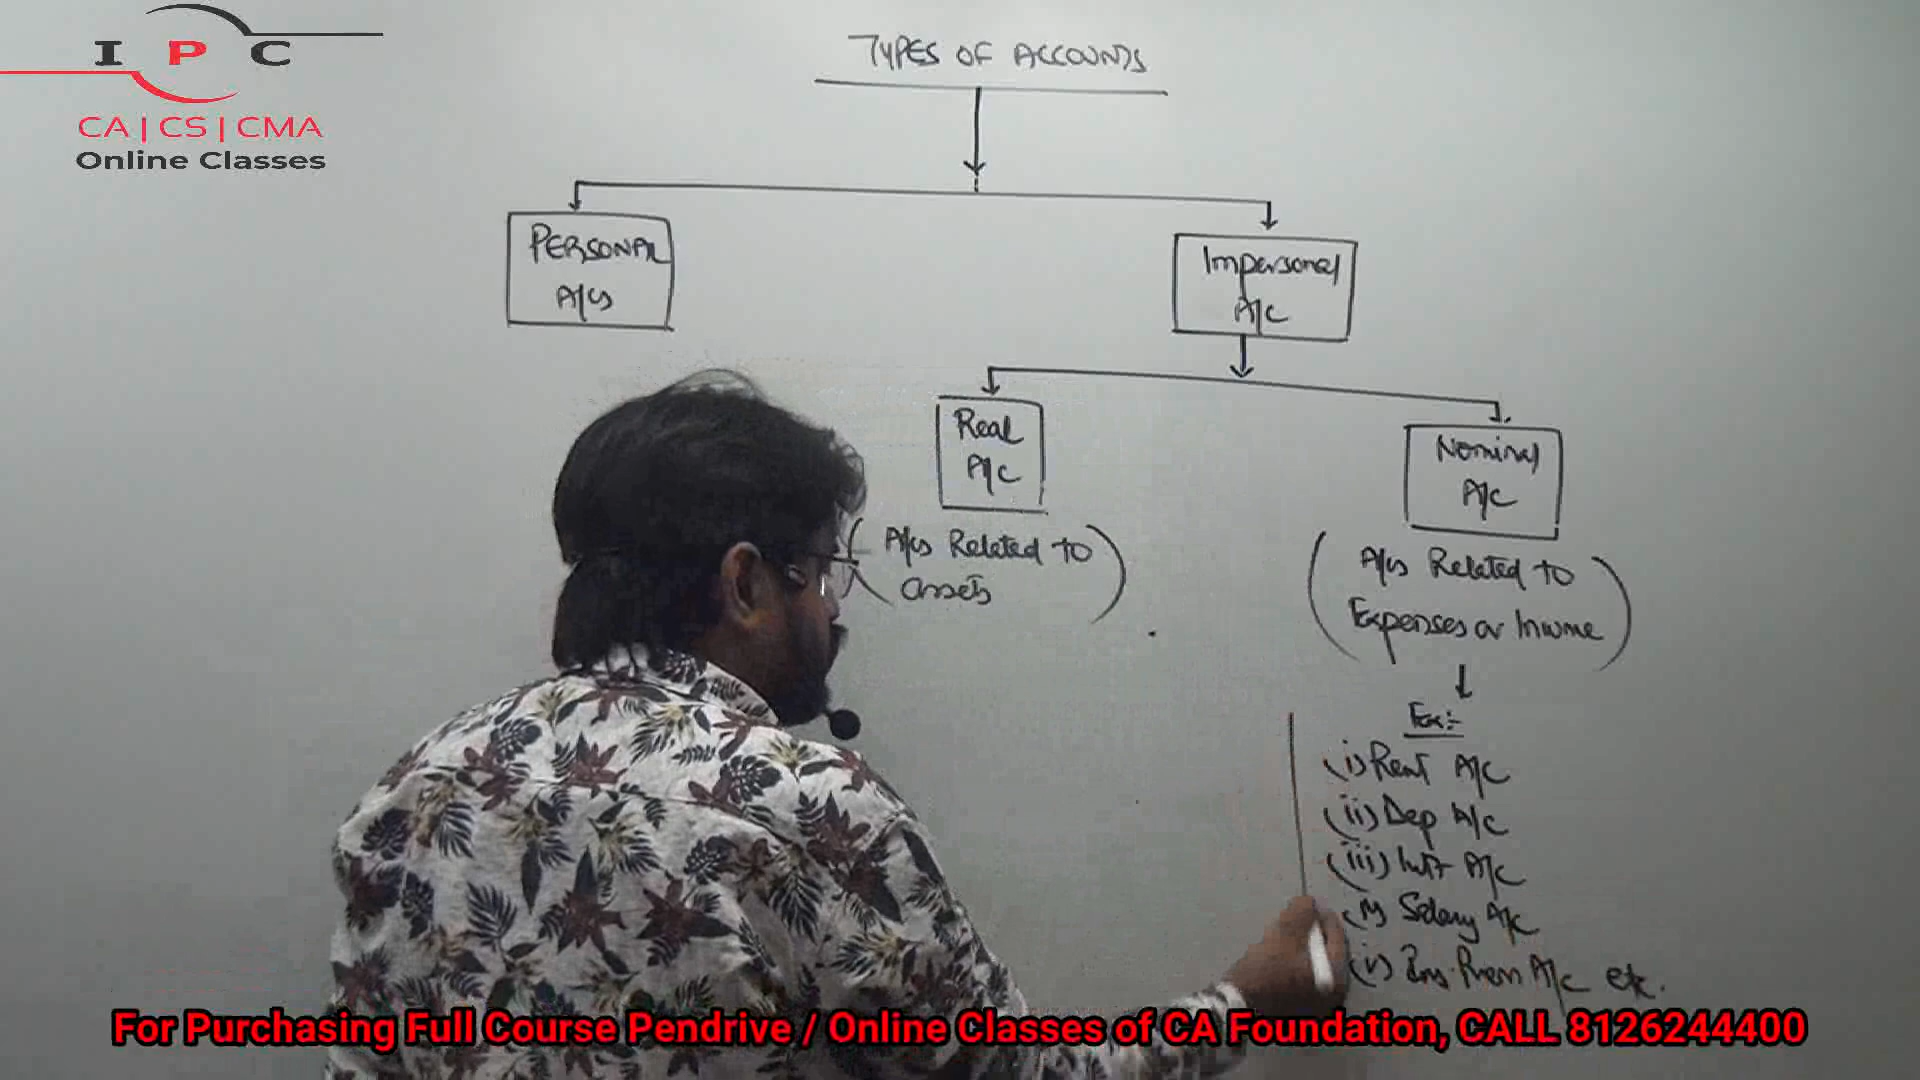 I P C
CA | CS | CMA
Online Classes
TYPES OF ACCOUNTS
PERSONAL
A/cs
Impersonal
A/C
Real
A/C
Nominal
A/C
(A/cs Related to
assets)
(A/cs Related to
Expenses or Income)
Ex:-
(i) Rent A/C
(ii) Dep A/C
(iii) Int A/C
(iv) Salary A/C
(v) Ins. Prem A/C etc.
For Purchasing Full Course Pendrive / Online Classes of CA Foundation, CALL 8126244400